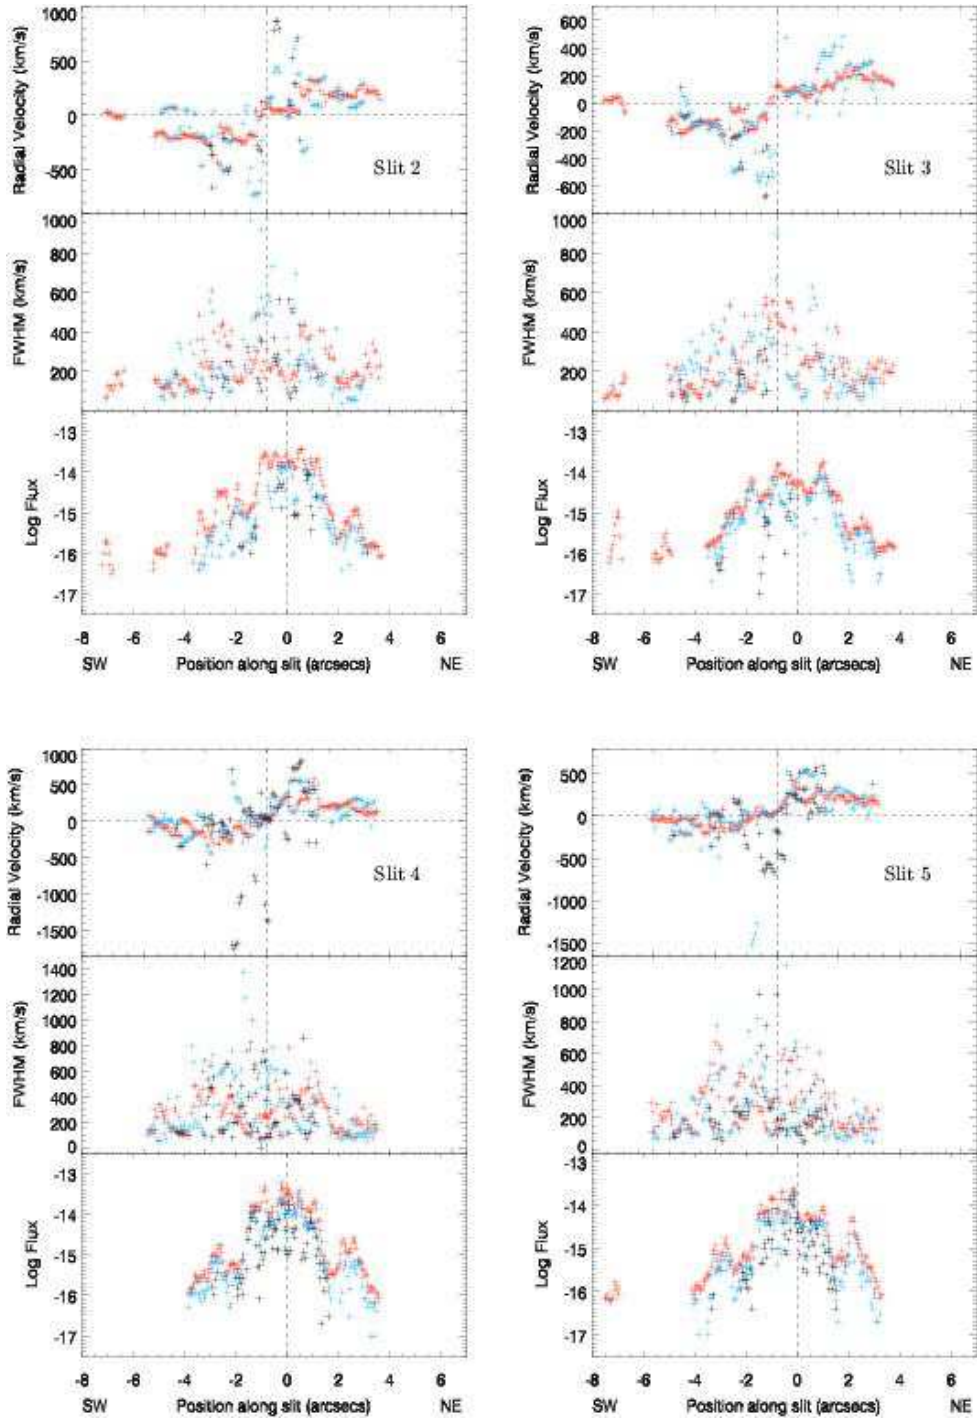 1000
500
0
-500
Radial Velocity (km/s)
Slit 2
1000
800
600
400
200
FWHM (km/s)
-13
-14
-15
-16
-17
Log Flux
-8 -6 -4 -2 0 2 4 6
SW Position along slit (arcsecs) NE
600
400
200
0
-200
-400
-600
Radial Velocity (km/s)
Slit 3
1000
800
600
400
200
FWHM (km/s)
-13
-14
-15
-16
-17
Log Flux
-8 -6 -4 -2 0 2 4 6
SW Position along slit (arcsecs) NE
1000
500
0
-500
-1000
-1500
Radial Velocity (km/s)
Slit 4
1400
1200
1000
800
600
400
200
0
FWHM (km/s)
-13
-14
-15
-16
-17
Log Flux
-8 -6 -4 -2 0 2 4 6
SW Position along slit (arcsecs) NE
500
0
-500
-1000
-1500
Radial Velocity (km/s)
Slit 5
1200
1000
800
600
400
200
0
FWHM (km/s)
-13
-14
-15
-16
-17
Log Flux
-8 -6 -4 -2 0 2 4 6
SW Position along slit (arcsecs) NE